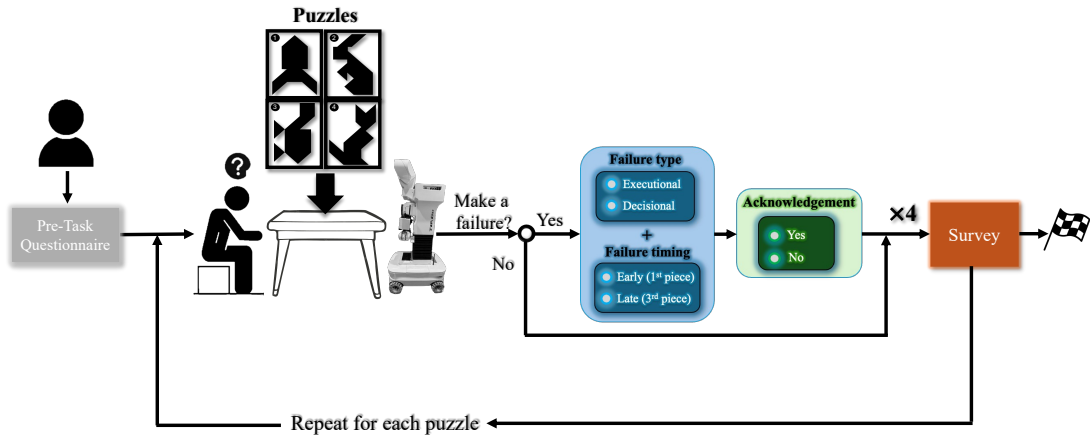 Puzzles
1
2
3
4
?
Pre-Task
Questionnaire
Make a
failure?
Yes
No
Failure type
Executional
Decisional
+
Failure timing
Early (1st piece)
Late (3rd piece)
Acknowledgement
Yes
No
×4
Survey
Repeat for each puzzle